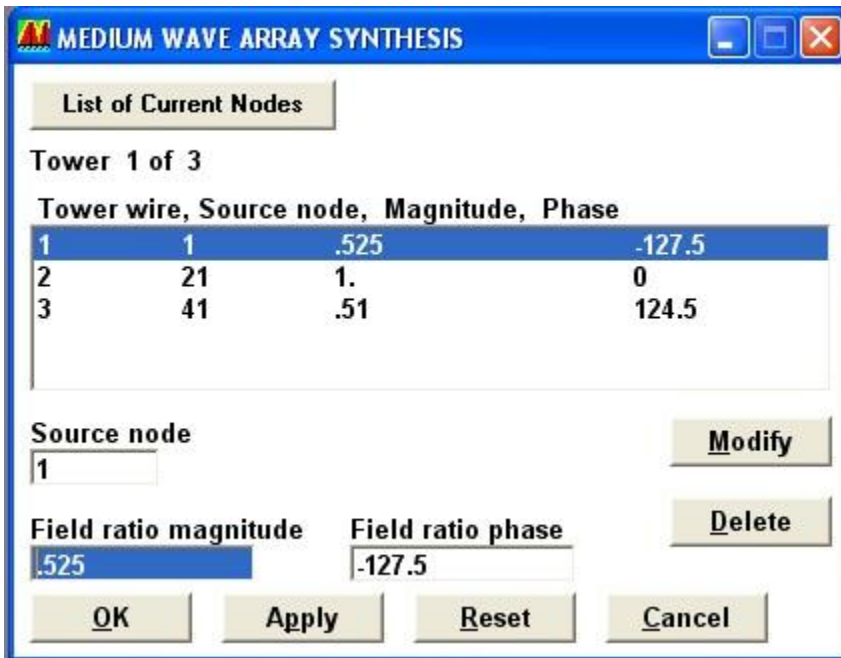 MEDIUM WAVE ARRAY SYNTHESIS
List of Current Nodes
Tower 1 of 3
Tower wire, Source node, Magnitude, Phase
1 1 .525 -127.5
2 21 1. 0
3 41 .51 124.5
Source node
1
Modify
Field ratio magnitude Field ratio phase
Delete
.525 -127.5
OK Apply Reset Cancel